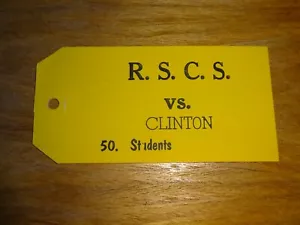 R. S. C. S.
vs.
CLINTON
50. Students